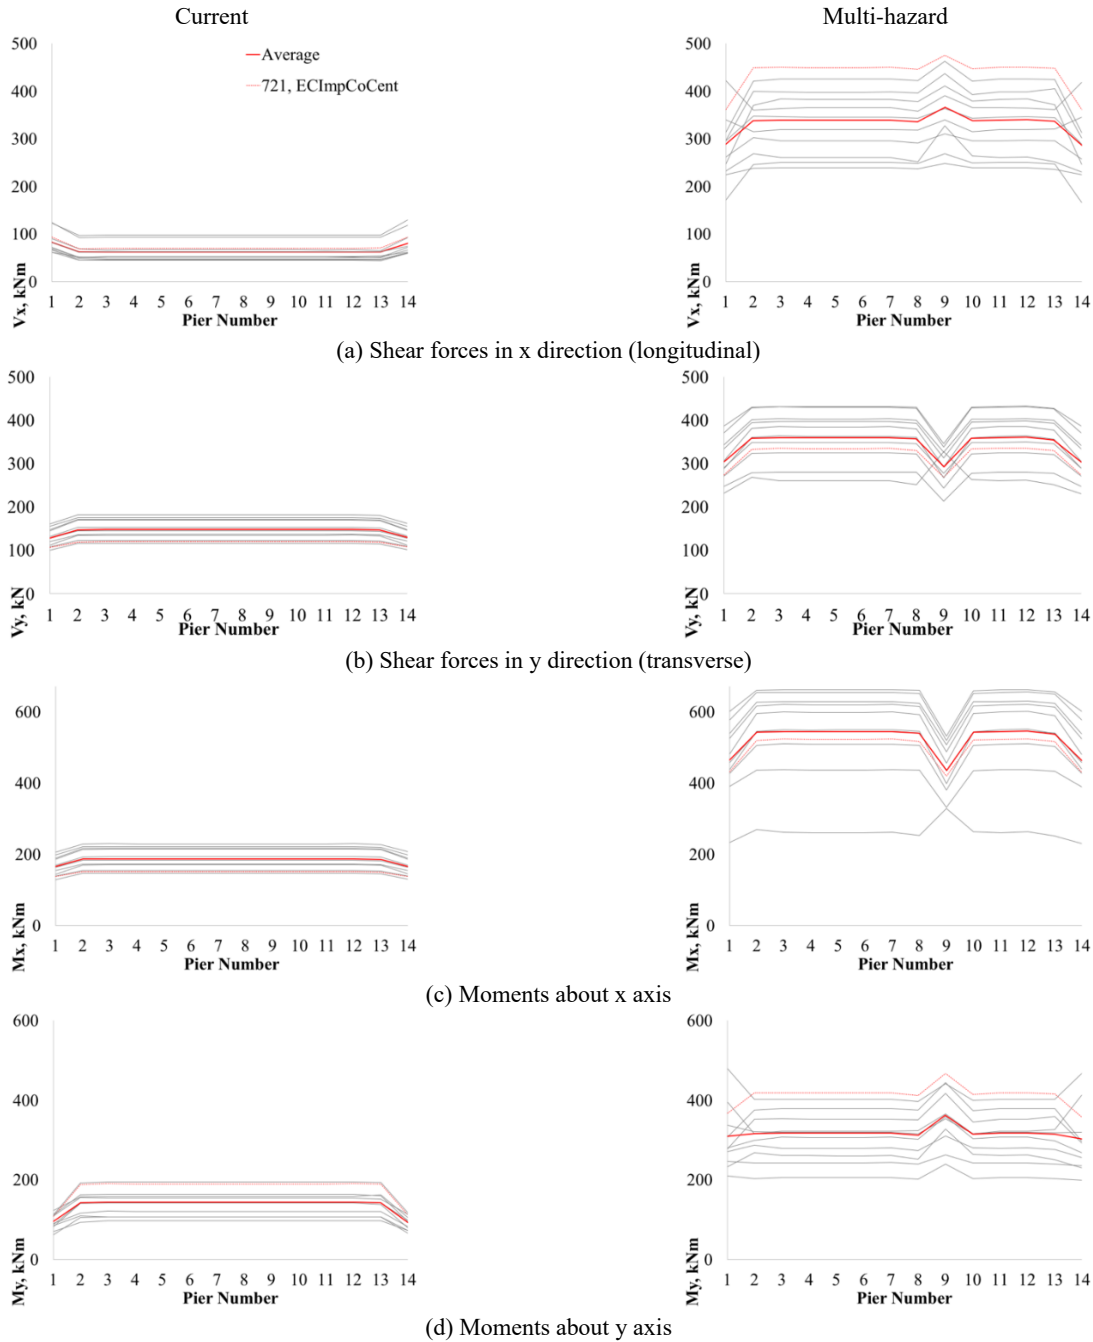 Current Multi-hazard
500 500
Average
400 721, ECImpCoCent 400
300 300
200 200
100 100
Vx, kNm 0 Vx, kNm 0
1 2 3 4 5 6 7 8 9 10 11 12 13 14 1 2 3 4 5 6 7 8 9 10 11 12 13 14
Pier Number Pier Number
(a) Shear forces in x direction (longitudinal)
500 500
400 400
300 300
200 200
100 100
Vy, kN 0 Vy, kN 0
1 2 3 4 5 6 7 8 9 10 11 12 13 14 1 2 3 4 5 6 7 8 9 10 11 12 13 14
Pier Number Pier Number
(b) Shear forces in y direction (transverse)
600 600
400 400
200 200
Mx, kNm 0 Mx, kNm 0
1 2 3 4 5 6 7 8 9 10 11 12 13 14 1 2 3 4 5 6 7 8 9 10 11 12 13 14
Pier Number Pier Number
(c) Moments about x axis
600 600
400 400
200 200
My, kNm 0 My, kNm 0
1 2 3 4 5 6 7 8 9 10 11 12 13 14 1 2 3 4 5 6 7 8 9 10 11 12 13 14
Pier Number Pier Number
(d) Moments about y axis